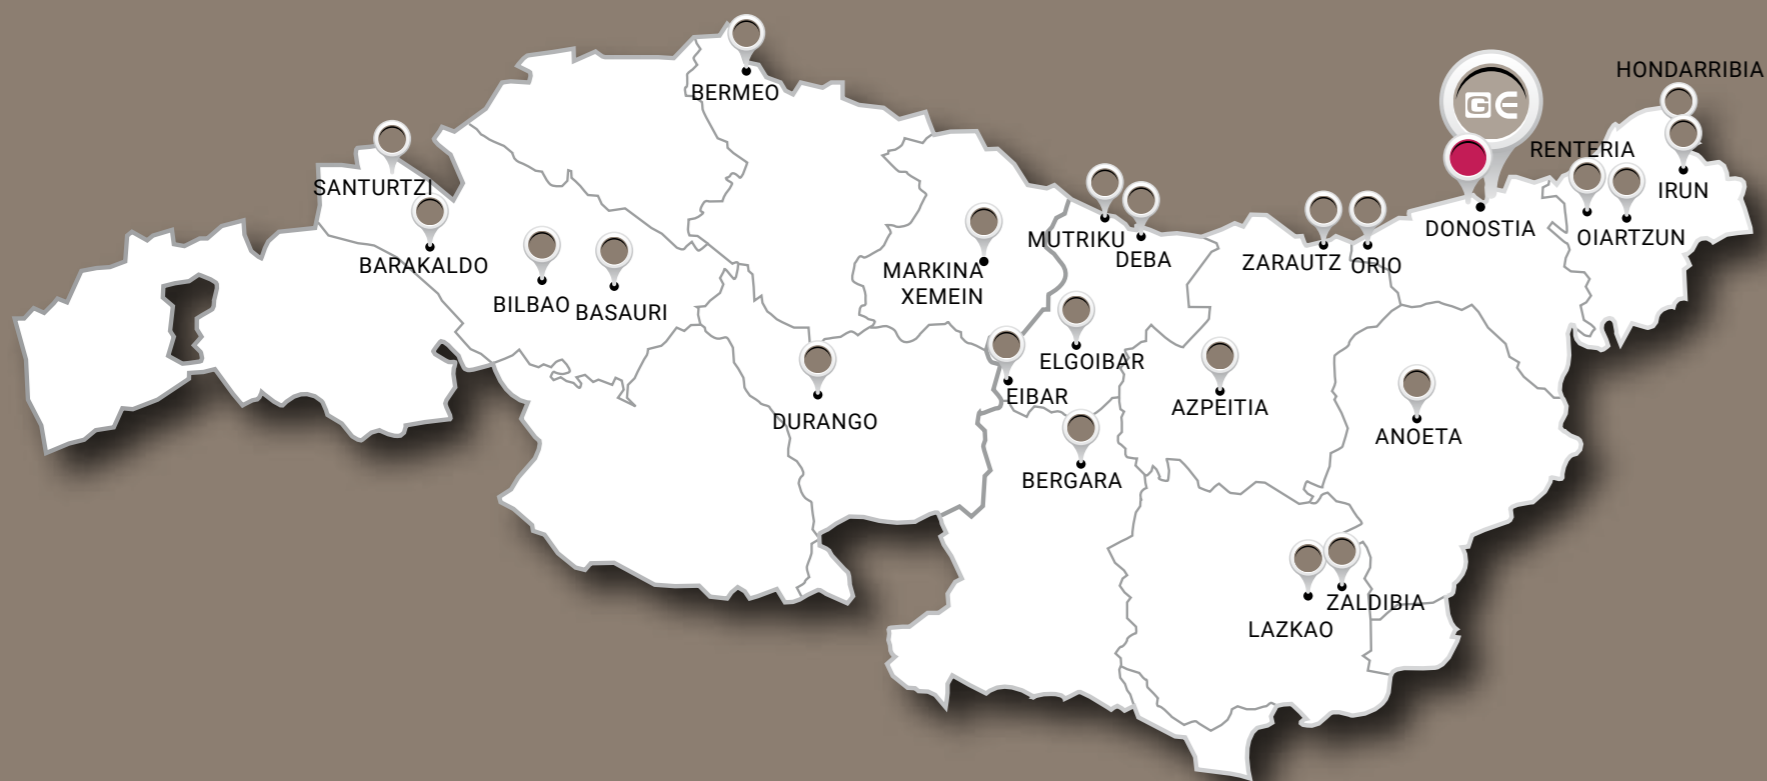 HONDARRIBIA
BERMEO
GE
RENTERIA
SANTURTZI
IRUN
DONOSTIA
OIARTZUN
MUTRIKU
DEBA
ZARAUTZ
ORIO
BARAKALDO
MARKINA
XEMEIN
BILBAO
BASAURI
ELGOIBAR
EIBAR
AZPEITIA
DURANGO
ANOETA
BERGARA
ZALDIBIA
LAZKAO